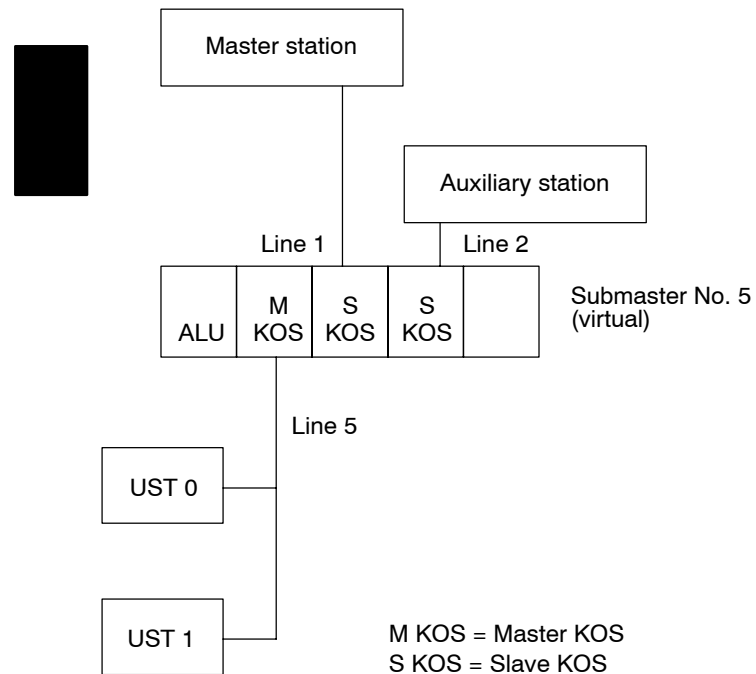 Master station
Auxiliary station
Line 1
Line 2
M
KOS
S
KOS
S
KOS
ALU
Submaster No. 5
(virtual)
Line 5
UST 0
UST 1
M KOS = Master KOS
S KOS = Slave KOS